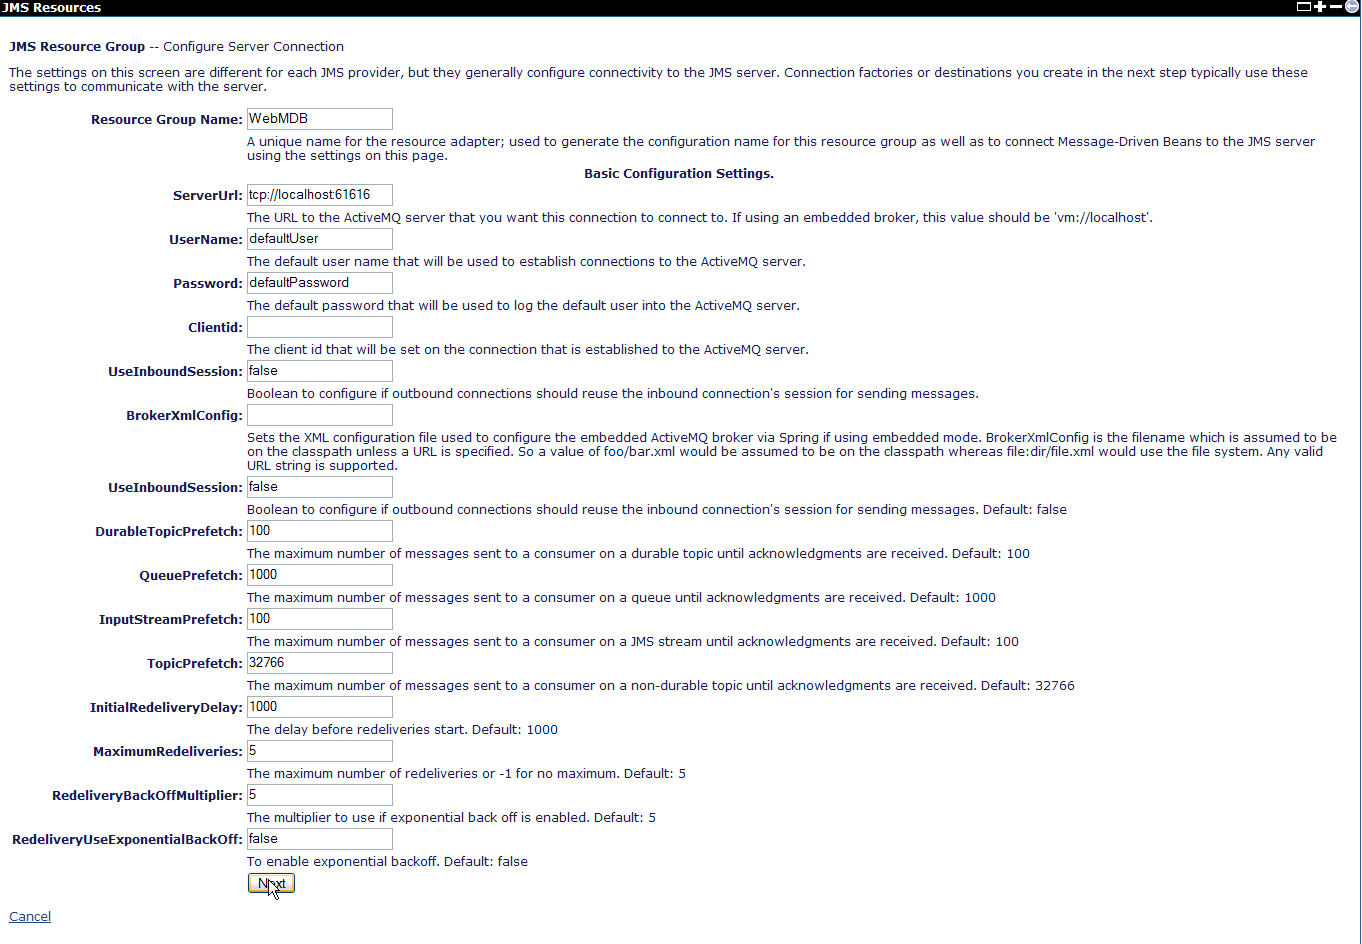 JMS Resources
JMS Resource Group -- Configure Server Connection
The settings on this screen are different for each JMS provider, but they generally configure connectivity to the JMS server. Connection factories or destinations you create in the next step typically use these
settings to communicate with the server.
Resource Group Name: WebMDB
A unique name for the resource adapter; used to generate the configuration name for this resource group as well as to connect Message-Driven Beans to the JMS server
using the settings on this page.
Basic Configuration Settings.
ServerUrl: tcp://localhost:61616
The URL to the ActiveMQ server that you want this connection to connect to. If using an embedded broker, this value should be 'vm://localhost'.
UserName: defaultUser
The default user name that will be used to establish connections to the ActiveMQ server.
Password: defaultPassword
The default password that will be used to log the default user into the ActiveMQ server.
Clientid:
The client id that will be set on the connection that is established to the ActiveMQ server.
UseInboundSession: false
Boolean to configure if outbound connections should reuse the inbound connection's session for sending messages.
BrokerXmlConfig:
Sets the XML configuration file used to configure the embedded ActiveMQ broker via Spring if using embedded mode. BrokerXmlConfig is the filename which is assumed to be
on the classpath unless a URL is specified. So a value of foo/bar.xml would be assumed to be on the classpath whereas file:dir/file.xml would use the file system. Any valid
URL string is supported.
UseInboundSession: false
Boolean to configure if outbound connections should reuse the inbound connection's session for sending messages. Default: false
DurableTopicPrefetch: 100
The maximum number of messages sent to a consumer on a durable topic until acknowledgments are received. Default: 100
QueuePrefetch: 1000
The maximum number of messages sent to a consumer on a queue until acknowledgments are received. Default: 1000
InputStreamPrefetch: 100
The maximum number of messages sent to a consumer on a JMS stream until acknowledgments are received. Default: 100
TopicPrefetch: 32766
The maximum number of messages sent to a consumer on a non-durable topic until acknowledgments are received. Default: 32766
InitialRedeliveryDelay: 1000
The delay before redeliveries start. Default: 1000
MaximumRedeliveries: 5
The maximum number of redeliveries or -1 for no maximum. Default: 5
RedeliveryBackOffMultiplier: 5
The multiplier to use if exponential back off is enabled. Default: 5
RedeliveryUseExponentialBackOff: false
To enable exponential backoff. Default: false
Next
Cancel